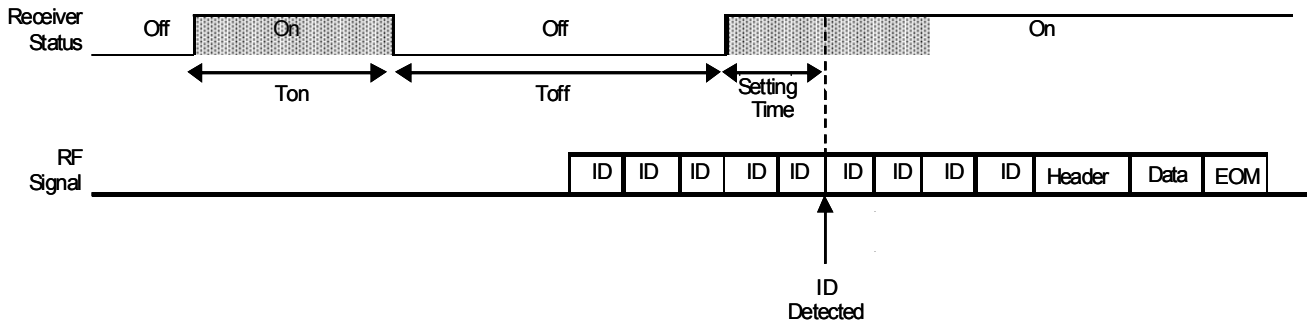 Receiver
Status
Off
On
Off
On
Ton
Toff
Setting
Time
RF
Signal
ID ID ID ID ID ID ID ID ID Header Data EOM
ID
Detected